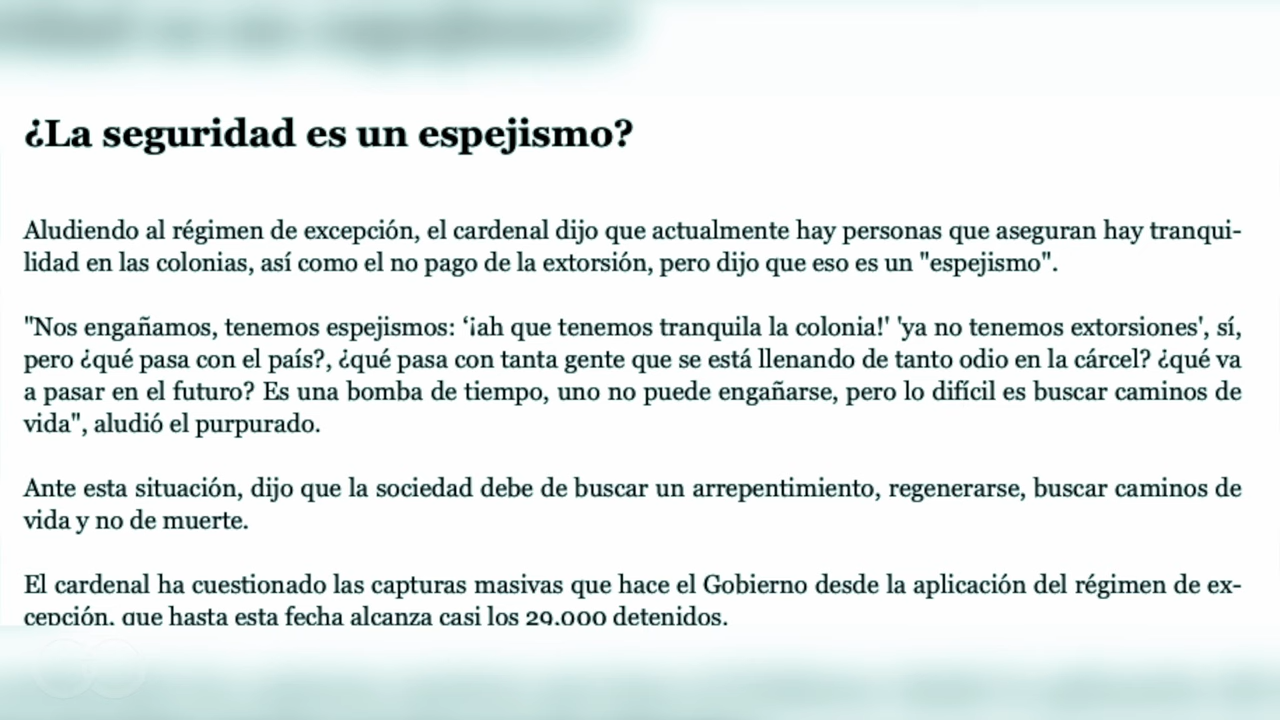 ¿La seguridad es un espejismo?
Aludiendo al régimen de excepción, el cardenal dijo que actualmente hay personas que aseguran hay tranqui-
lidad en las colonias, así como el no pago de la extorsión, pero dijo que eso es un "espejismo".
"Nos engañamos, tenemos espejismos: ‘¡ah que tenemos tranquila la colonia!' 'ya no tenemos extorsiones', sí,
pero ¿qué pasa con el país?, ¿qué pasa con tanta gente que se está llenando de tanto odio en la cárcel? ¿qué va
a pasar en el futuro? Es una bomba de tiempo, uno no puede engañarse, pero lo difícil es buscar caminos de
vida", aludió el purpurado.
Ante esta situación, dijo que la sociedad debe de buscar un arrepentimiento, regenerarse, buscar caminos de
vida y no de muerte.
El cardenal ha cuestionado las capturas masivas que hace el Gobierno desde la aplicación del régimen de ex-
cepción, que hasta esta fecha alcanza casi los 29,000 detenidos.